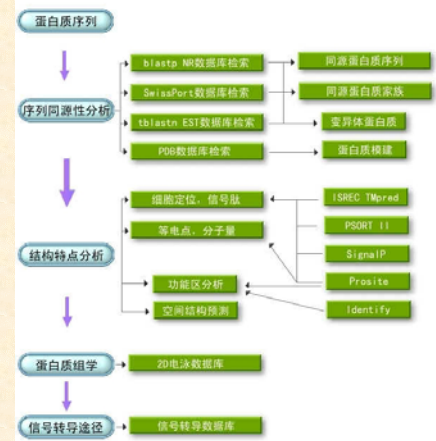 蛋白质序列
blastp NR数据库检索
同源蛋白质序列
SwissPort数据库检索
同源蛋白质家族
序列同源性分析
tblastn EST数据库检索
变异体蛋白质
PDB数据库检索
蛋白质模建
细胞定位，信号肽
ISREC TMpred
等电点，分子量
PSORT II
结构特点分析
SignalP
功能区分析
Prosite
空间结构预测
Identify
蛋白质组学
2D电泳数据库
信号转导途径
信号转导数据库